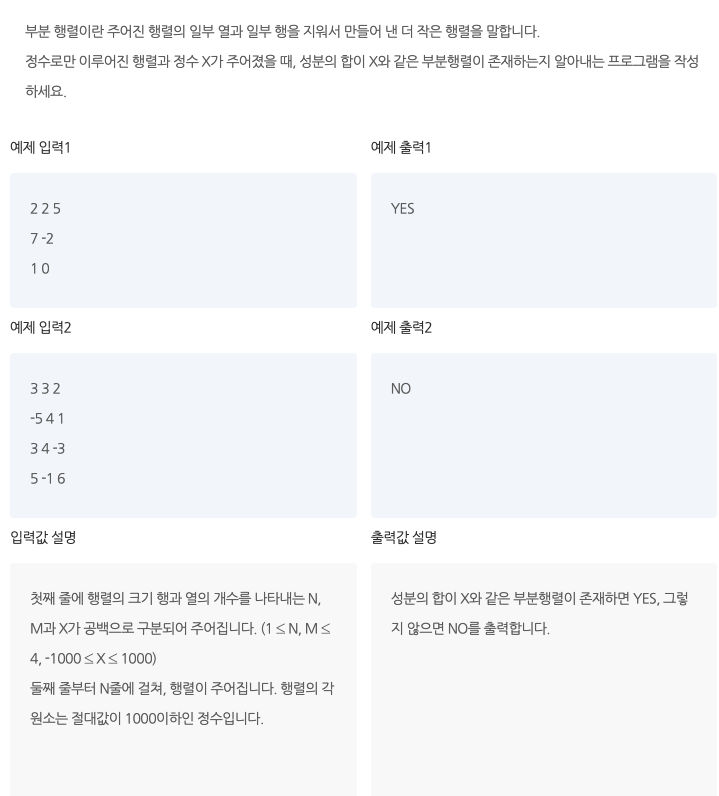 부분 행렬이란 주어진 행렬의 일부 열과 일부 행을 지워서 만들어 낸 더 작은 행렬을 말합니다.
정수로만 이루어진 행렬과 정수 X가 주어졌을 때, 성분의 합이 X와 같은 부분행렬이 존재하는지 알아내는 프로그램을 작성
하세요.
예제 입력1
2 2 5
7 -2
1 0
예제 출력1
YES
예제 입력2
3 3 2
-5 4 1
3 4 -3
5 -1 6
예제 출력2
NO
입력값 설명
첫째 줄에 행렬의 크기 행과 열의 개수를 나타내는 N,
M과 X가 공백으로 구분되어 주어집니다. (1 ≤ N, M ≤
4, -1000 ≤ X ≤ 1000)
둘째 줄부터 N줄에 걸쳐, 행렬이 주어집니다. 행렬의 각
원소는 절대값이 1000이하인 정수입니다.
출력값 설명
성분의 합이 X와 같은 부분행렬이 존재하면 YES, 그렇
지 않으면 NO를 출력합니다.